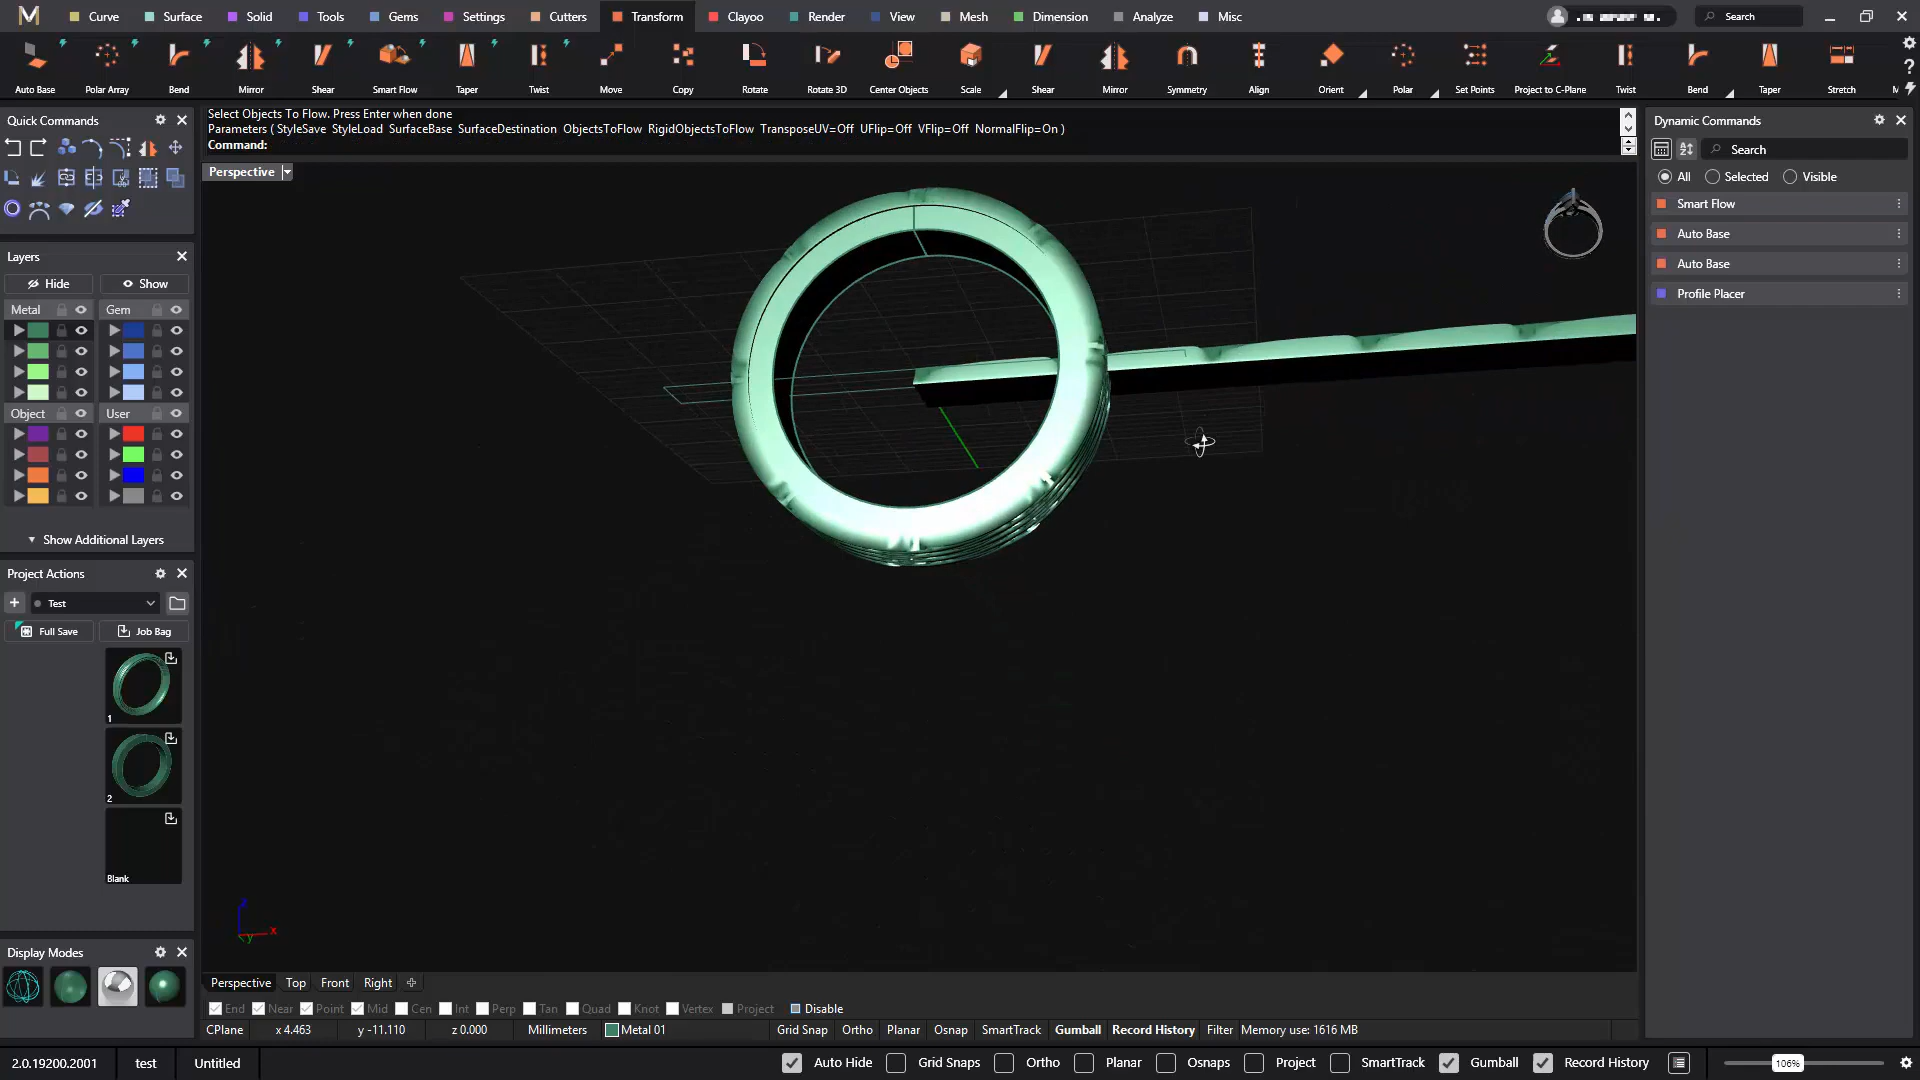 Curve Surface Solid Tools Gems Settings Cutters Transform Clayoo Render View Mesh Dimension Analyze Misc Search
Auto Base Polar Array Bend Mirror Shear Smart Flow Taper Twist Move Copy Rotate Rotate 3D Center Objects Scale Shear Mirror Symmetry Align Orient Polar Set Points Project to C-Plane Twist Bend Taper Stretch
Quick Commands
Select Objects To Flow. Press Enter when done
Parameters ( StyleSave StyleLoad SurfaceBase SurfaceDestination ObjectsToFlow RigidObjectsToFlow TransposeUV=Off UFlip=Off VFlip=Off NormalFlip=On )
Command:
Perspective
Dynamic Commands
Search
All Selected Visible
Smart Flow
Auto Base
Auto Base
Profile Placer
Layers
Hide Show
Metal Gem
Object User
Show Additional Layers
Project Actions
Test
Full Save Job Bag
1
2
Blank
z
x
y
Display Modes
Perspective Top Front Right
End Near Point Mid Cen Int Perp Tan Quad Knot Vertex Project Disable
CPlane x 4.463 y -11.110 z 0.000 Millimeters Metal 01 Grid Snap Ortho Planar Osnap SmartTrack Gumball Record History Filter Memory use: 1616 MB
2.0.19200.2001 test Untitled Auto Hide Grid Snaps Ortho Planar Osnaps Project SmartTrack Gumball Record History 106%